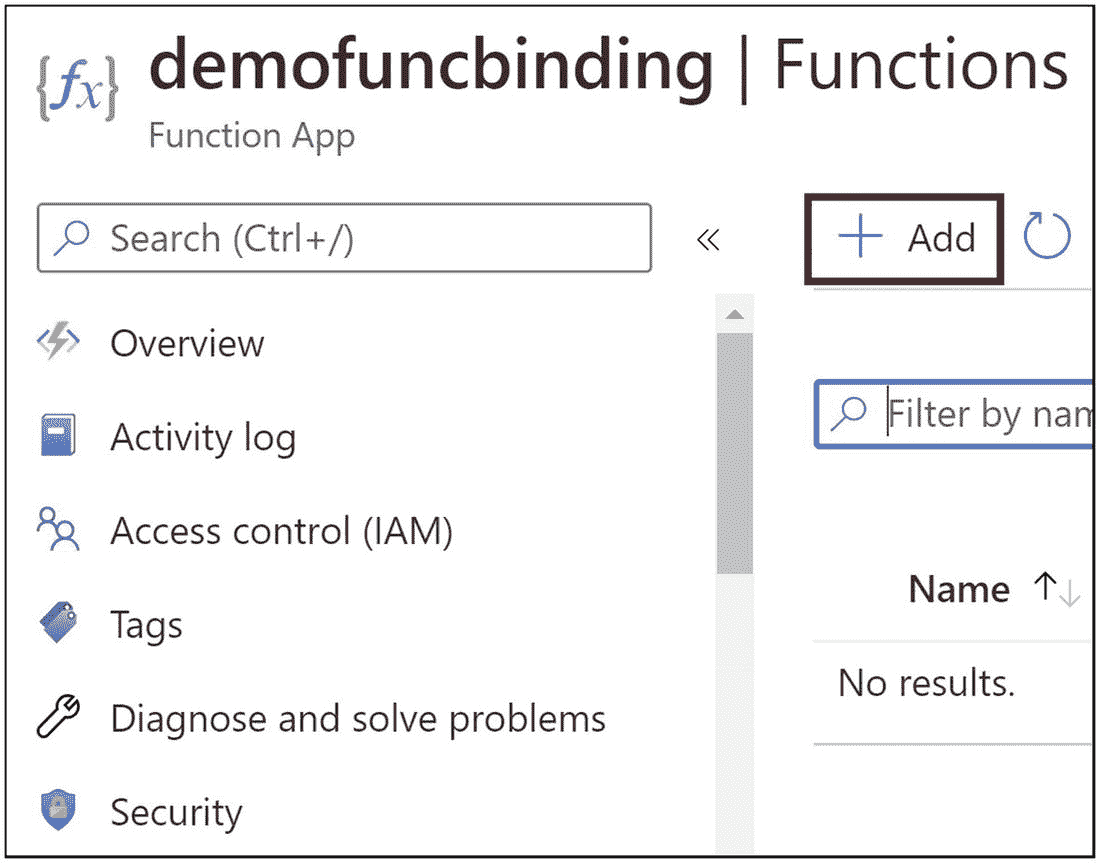 {fx} demofuncbinding | Functions
Function App
Search (Ctrl+/)
«
Add
Overview
Activity log
Access control (IAM)
Tags
Diagnose and solve problems
Security
Filter by nam
Name ↑↓
No results.